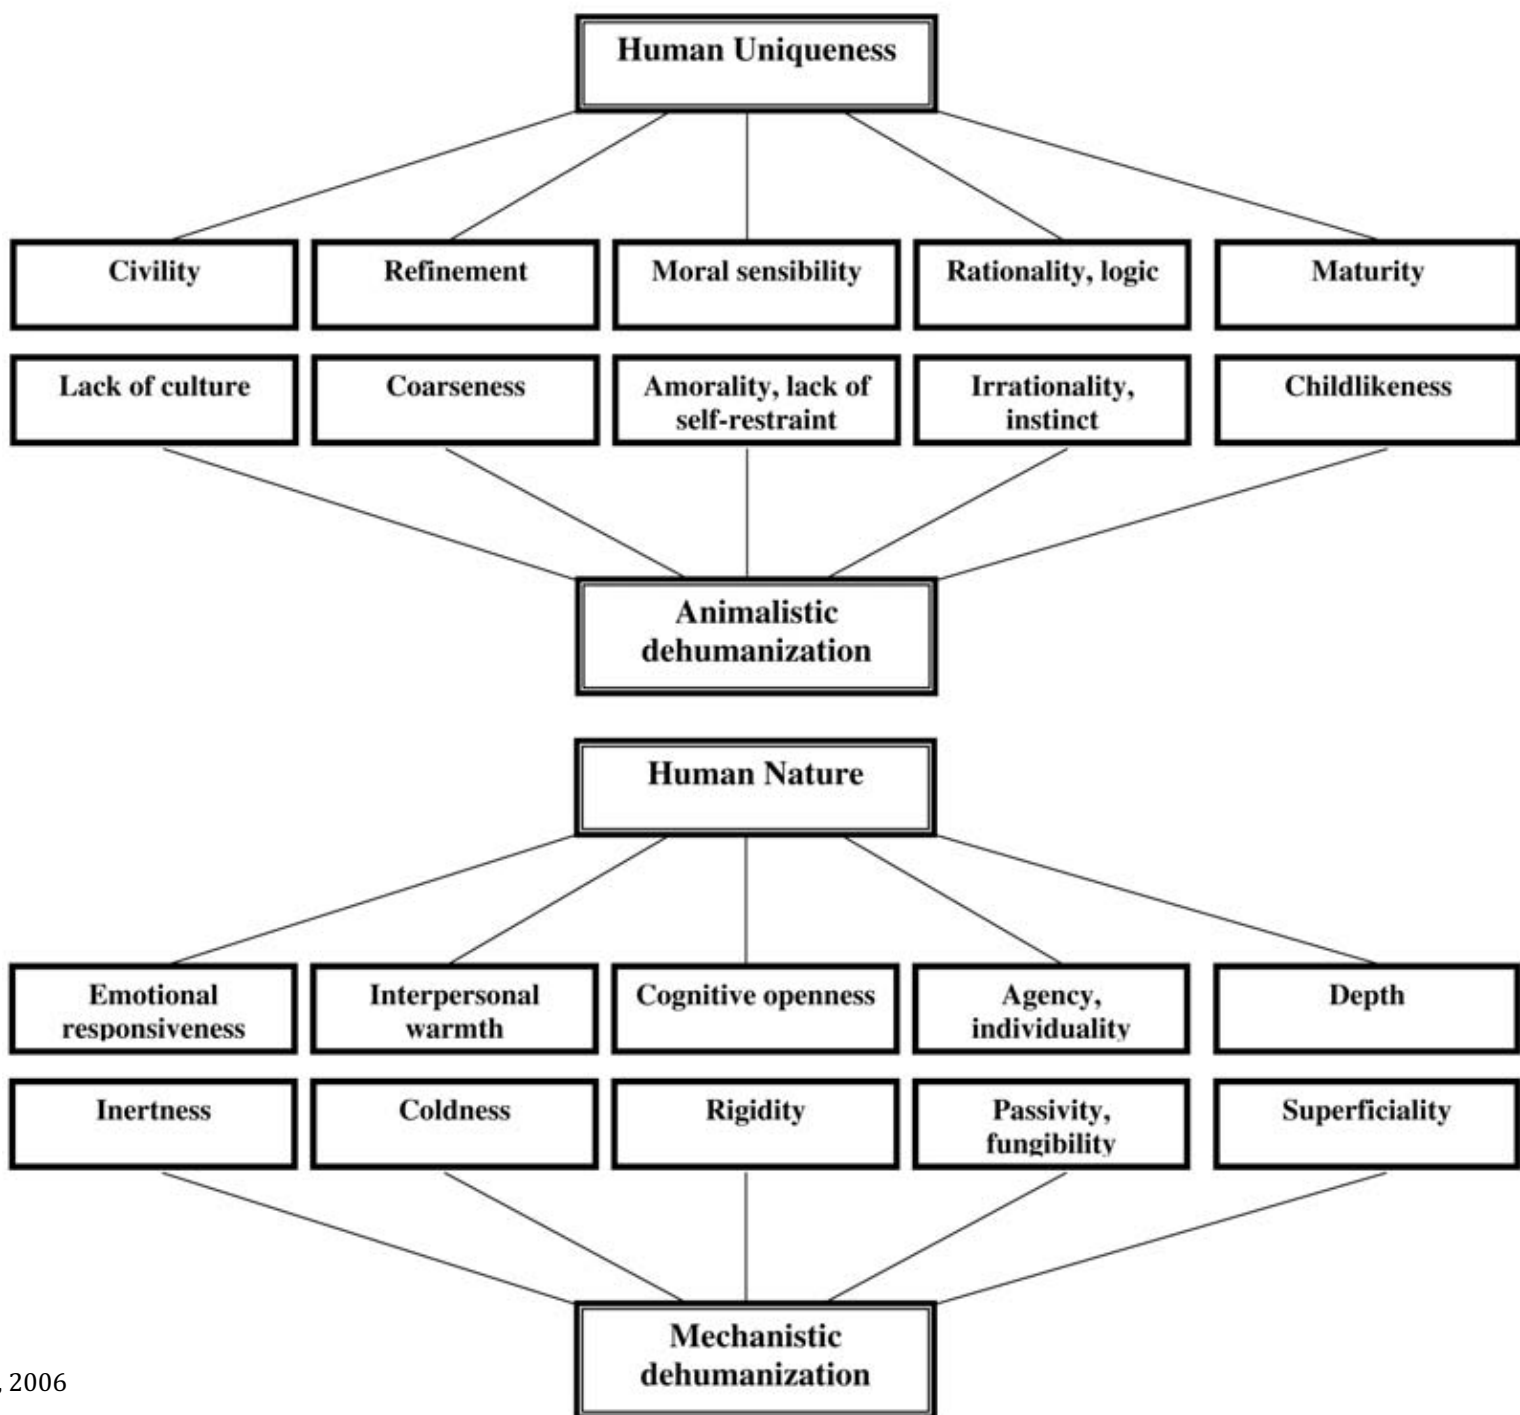 Human Uniqueness
Civility
Refinement
Moral sensibility
Rationality, logic
Maturity
Lack of culture
Coarseness
Amorality, lack of
self-restraint
Irrationality,
instinct
Childlikeness
Animalistic
dehumanization
Human Nature
Emotional
responsiveness
Interpersonal
warmth
Cognitive openness
Agency,
individuality
Depth
Inertness
Coldness
Rigidity
Passivity,
fungibility
Superficiality
Mechanistic
dehumanization
, 2006